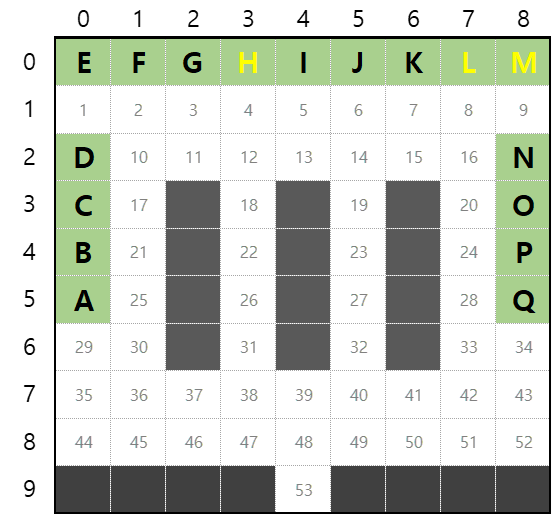 0 1 2 3 4 5 6 7 8
0 E F G H I J K L M
1 1 2 3 4 5 6 7 8 9
2 D 10 11 12 13 14 15 16 N
3 C 17 18 19 20 O
4 B 21 22 23 24 P
5 A 25 26 27 28 Q
6 29 30 31 32 33 34
7 35 36 37 38 39 40 41 42 43
8 44 45 46 47 48 49 50 51 52
9 53